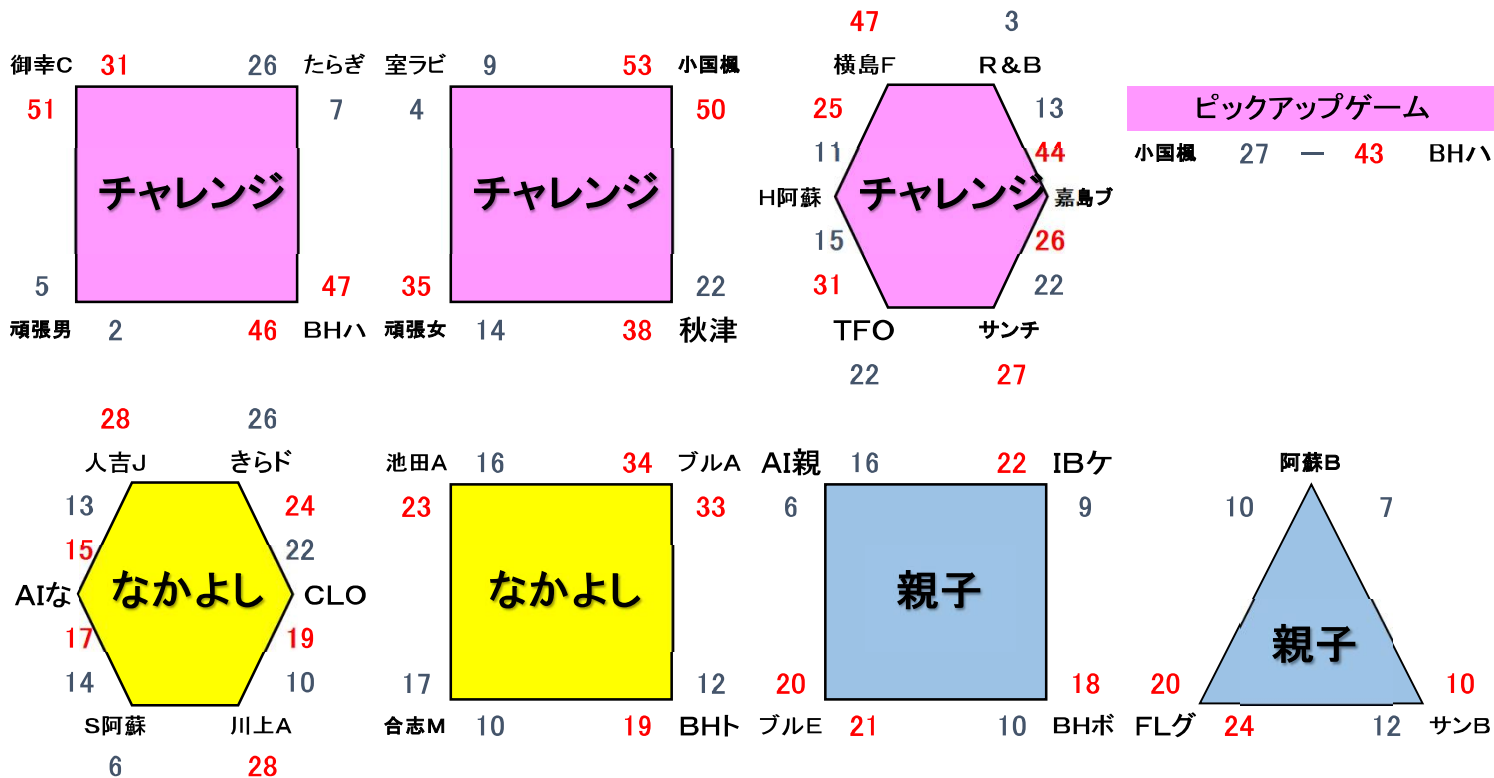 47 3
御幸C 31 26 たらぎ 室ラビ 9 53 小国楓 横島F R&B
51 7 4 50 25 13 ピックアップゲーム
11 44 小国楓 27 － 43 BHハ
チャレンジ チャレンジ H阿蘇 チャレンジ 嘉島ブ
15 26
5 47 35 22 31 22
頑張男 2 46 BHハ 頑張女 14 38 秋津 TFO サンチ
22 27
28 26
人吉J きらド 池田A 16 34 ブルA AI親 16 22 IBケ 阿蘇B
13 24 23 33 6 9 10 7
15 22
AIな なかよし CLO なかよし 親子
17 19 親子
14 10 17 12 20 18 20 10
S阿蘇 川上A 合志M 10 19 BHト ブルE 21 10 BHボ FLグ 24 12 サンB
6 28